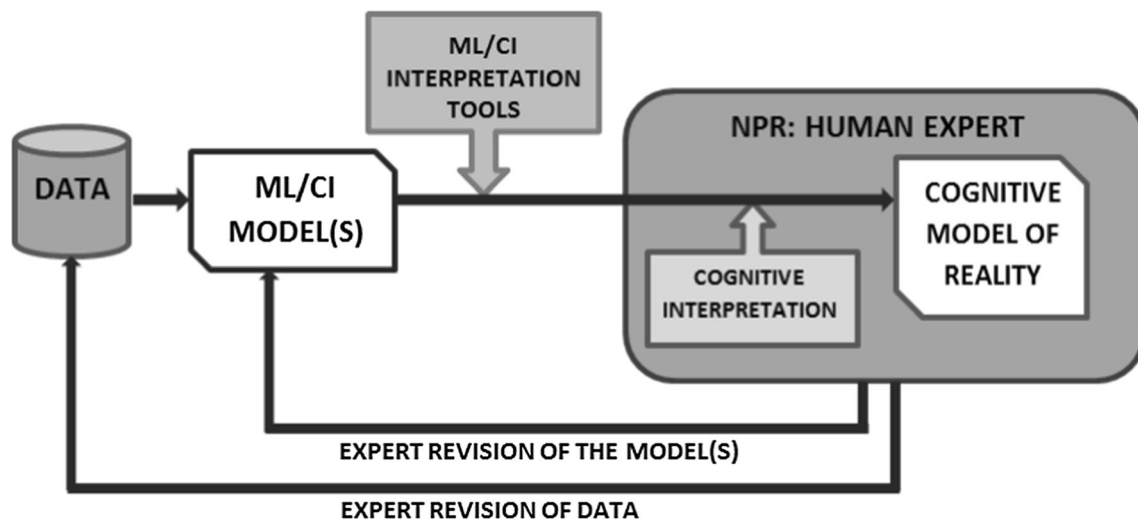 ML/CI
INTERPRETATION
TOOLS
NPR: HUMAN EXPERT
DATA
ML/CI
MODEL(S)
COGNITIVE
MODEL OF
REALITY
COGNITIVE
INTERPRETATION
EXPERT REVISION OF THE MODEL(S)
EXPERT REVISION OF DATA